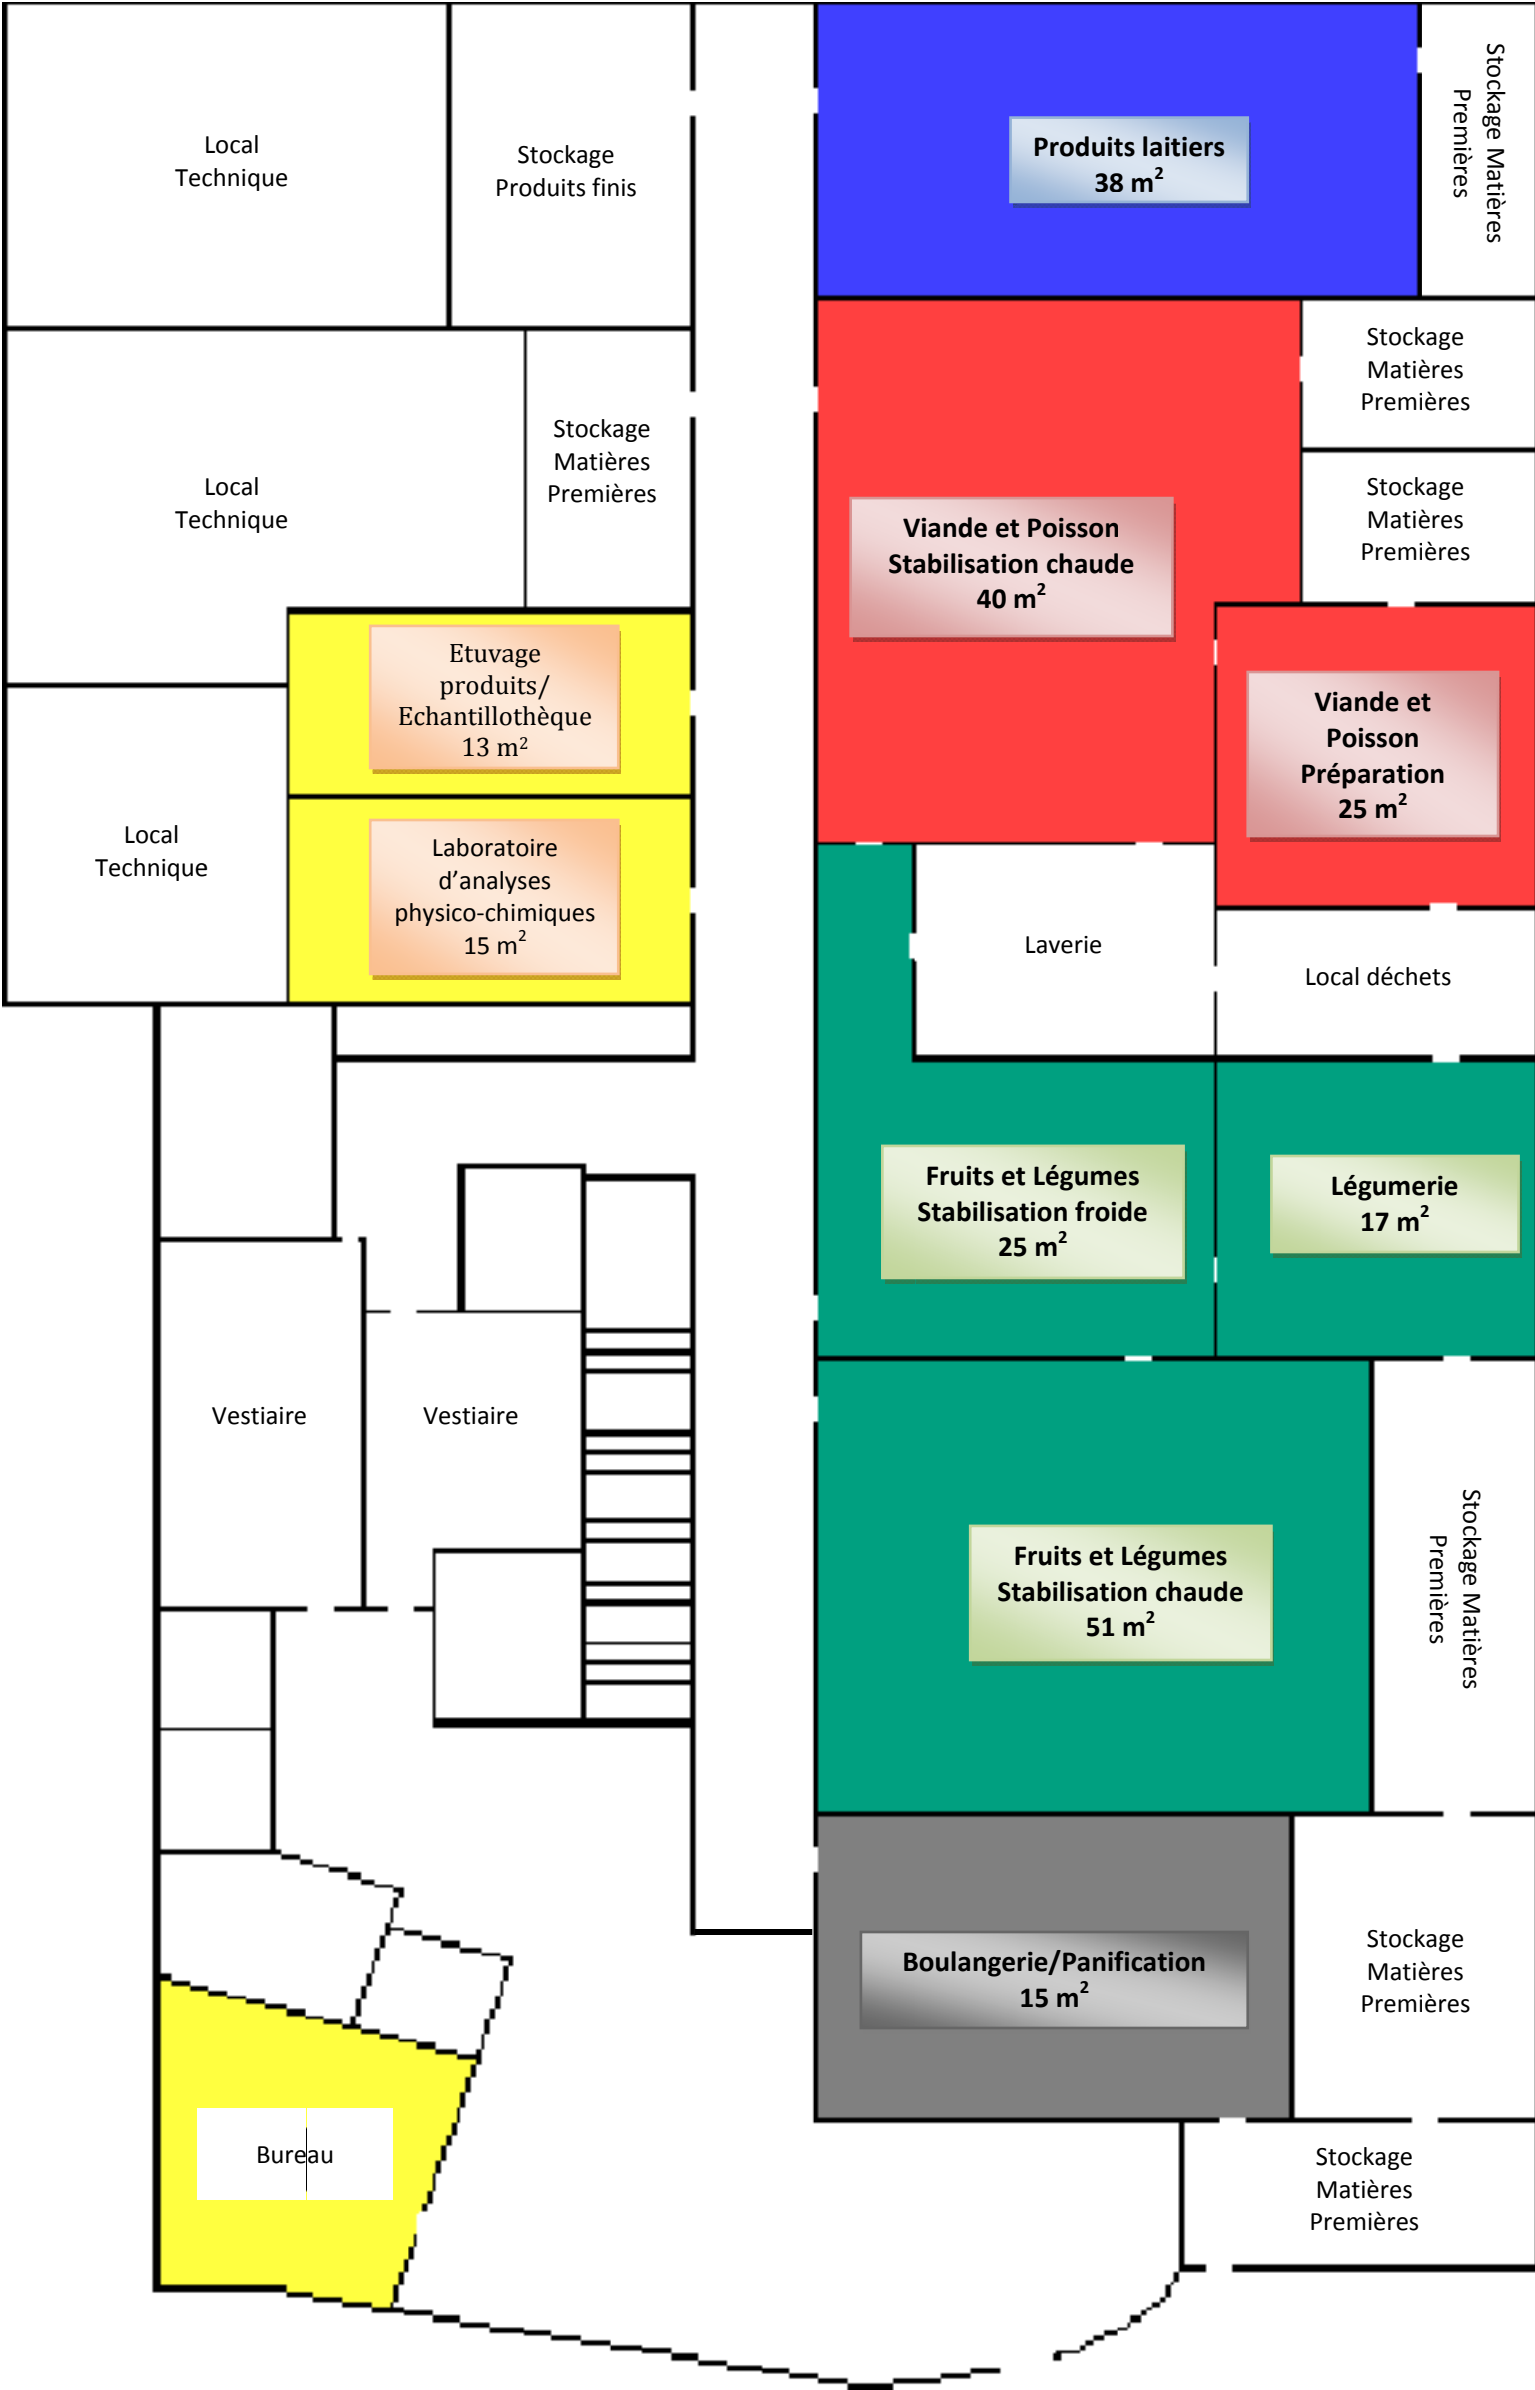 Local
Technique
Stockage
Produits finis
Produits laitiers
38 m²
Stockage Matières
Premières
Stockage
Matières
Premières
Local
Technique
Stockage
Matières
Premières
Viande et Poisson
Stabilisation chaude
40 m²
Stockage
Matières
Premières
Etuvage
produits/
Echantillothèque
13 m²
Viande et
Poisson
Préparation
25 m²
Local
Technique
Laboratoire
d'analyses
physico-chimiques
15 m²
Laverie
Local déchets
Fruits et Légumes
Stabilisation froide
25 m²
Légumerie
17 m²
Vestiaire
Vestiaire
Fruits et Légumes
Stabilisation chaude
51 m²
Stockage Matières
Premières
Boulangerie/Panification
15 m²
Stockage
Matières
Premières
Bureau
Stockage
Matières
Premières